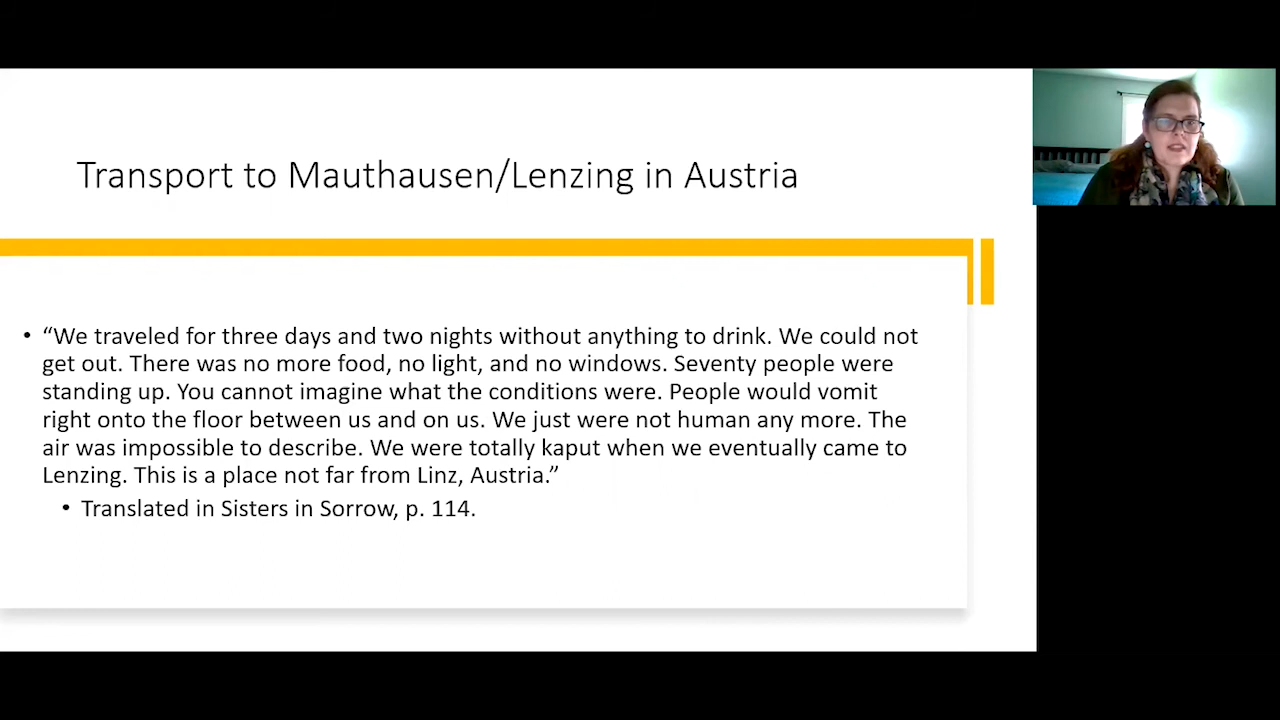 Transport to Mauthausen/Lenzing in Austria
• “We traveled for three days and two nights without anything to drink. We could not
get out. There was no more food, no light, and no windows. Seventy people were
standing up. You cannot imagine what the conditions were. People would vomit
right onto the floor between us and on us. We just were not human any more. The
air was impossible to describe. We were totally kaput when we eventually came to
Lenzing. This is a place not far from Linz, Austria.”
• Translated in Sisters in Sorrow, p. 114.